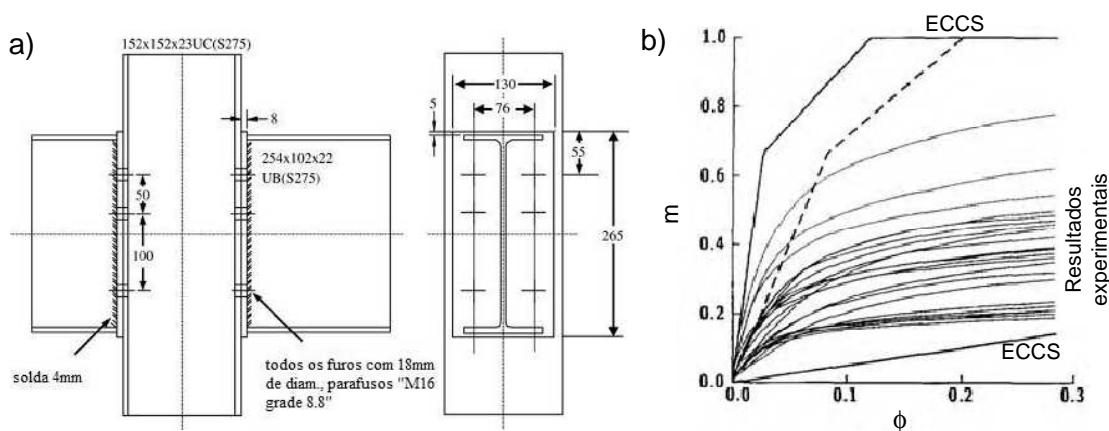 a)
152x152x23UC(S275)
8
254x102x22
UB(S275)
50
100
solda 4mm
todos os furos com 18mm
de diam., parafusos "M16
grade 8.8"
130
76
5
55
265
b)
ECCS
1.0
0.8
0.6
m
0.4
0.2
0.0
0.0
0.1
0.2
0.3
ϕ
ECCS
Resultados
experimentais